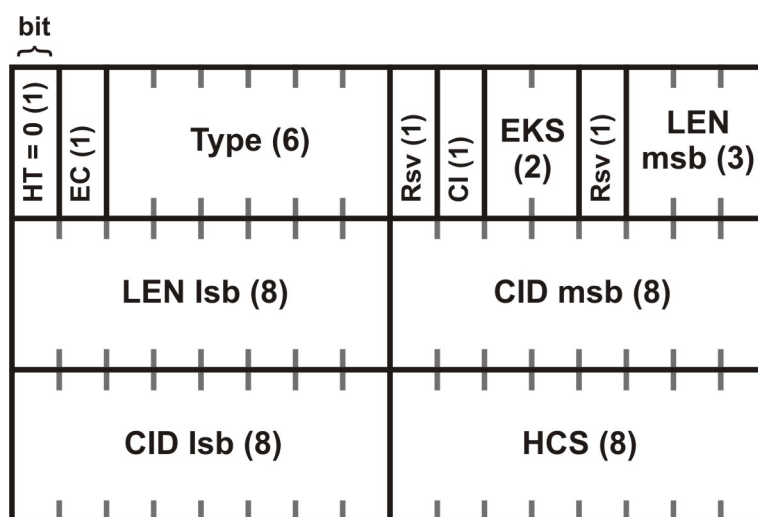 bit
HT = 0 (1)
EC (1)
Type (6)
Rsv (1)
CI (1)
EKS
(2)
Rsv (1)
LEN
msb (3)
LEN lsb (8)
CID msb (8)
CID lsb (8)
HCS (8)